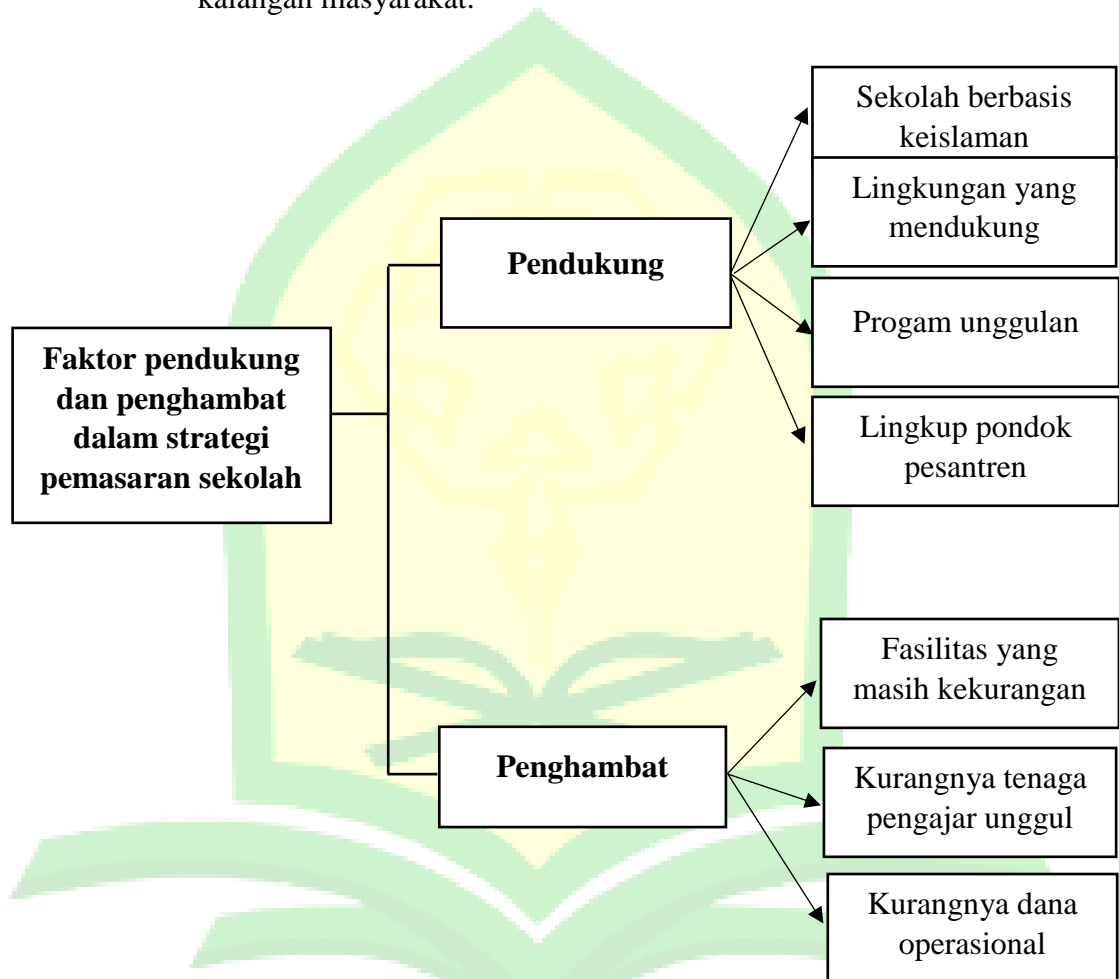 kalangan masyarakat.
Sekolah berbasis
keislaman
Lingkungan yang
mendukung
Pendukung
Progam unggulan
Faktor pendukung
dan penghambat
dalam strategi
pemasaran sekolah
Lingkup pondok
pesantren
Fasilitas yang
masih kekurangan
Penghambat
Kurangnya tenaga
pengajar unggul
Kurangnya dana
operasional